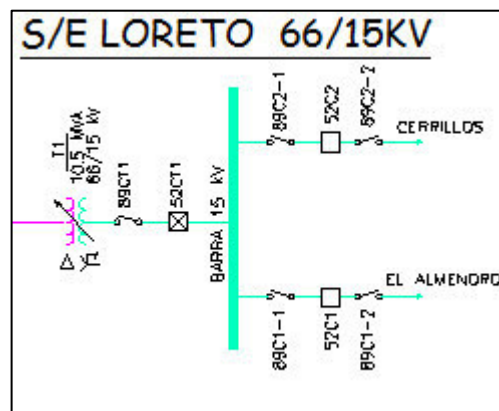 S/E LORETO 66/15KV
T1
10.5 MVA
66/15 kV
89CT1
52CT1
BARRA 15 kV
89C2-1
52C2
89C2-2
CERRILLOS
89C1-1
52C1
89C1-2
EL ALMENDRO